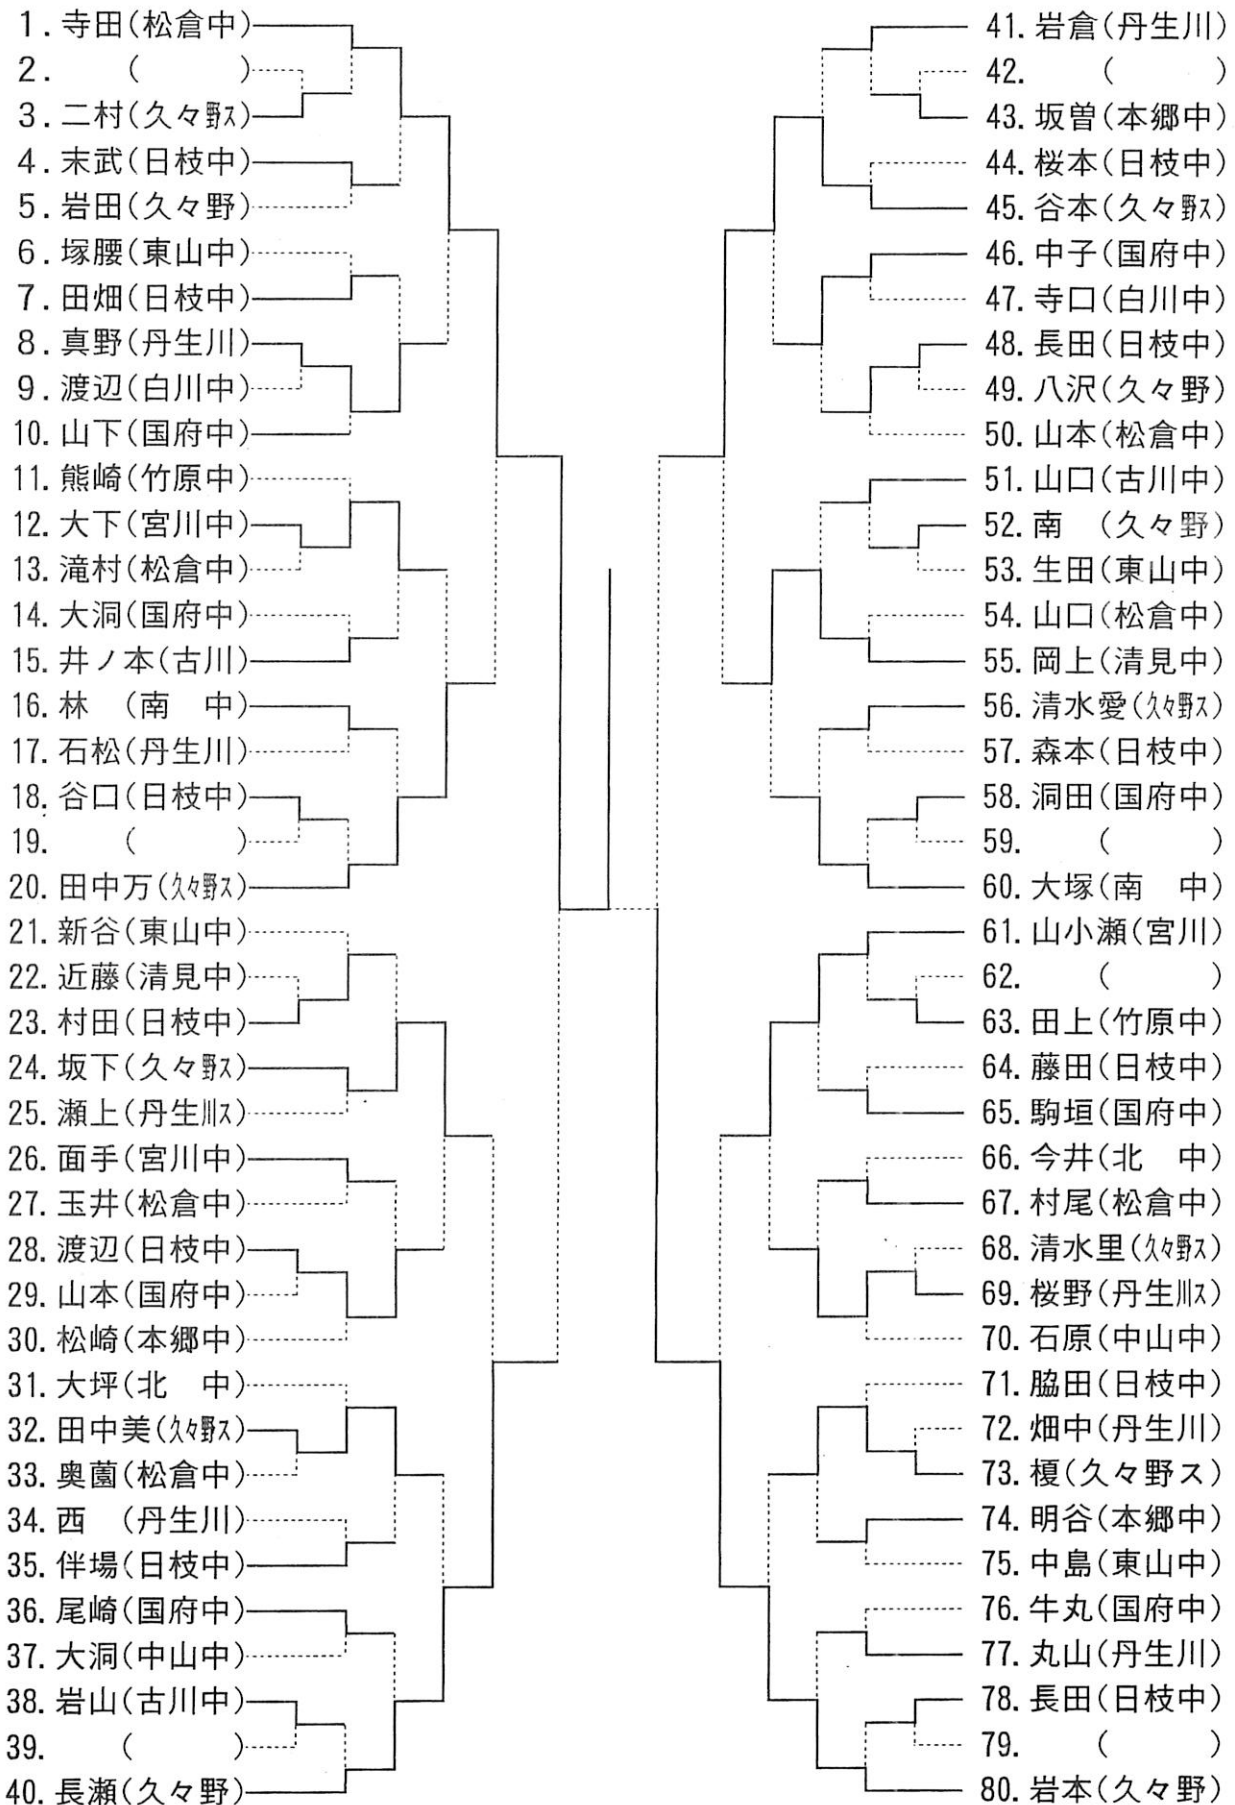 1. 寺田(松倉中)
2. (　　)
3. 二村(久々野ス)
4. 末武(日枝中)
5. 岩田(久々野)
6. 塚腰(東山中)
7. 田畑(日枝中)
8. 真野(丹生川)
9. 渡辺(白川中)
10. 山下(国府中)
11. 熊崎(竹原中)
12. 大下(宮川中)
13. 滝村(松倉中)
14. 大洞(国府中)
15. 井ノ本(古川)
16. 林　(南　中)
17. 石松(丹生川)
18. 谷口(日枝中)
19. (　　)
20. 田中万(久々野ス)
21. 新谷(東山中)
22. 近藤(清見中)
23. 村田(日枝中)
24. 坂下(久々野ス)
25. 瀬上(丹生川ス)
26. 面手(宮川中)
27. 玉井(松倉中)
28. 渡辺(日枝中)
29. 山本(国府中)
30. 松崎(本郷中)
31. 大坪(北　中)
32. 田中美(久々野ス)
33. 奥薗(松倉中)
34. 西　(丹生川)
35. 伴場(日枝中)
36. 尾崎(国府中)
37. 大洞(中山中)
38. 岩山(古川中)
39. (　　)
40. 長瀬(久々野)
41. 岩倉(丹生川)
42. (　　)
43. 坂曽(本郷中)
44. 桜本(日枝中)
45. 谷本(久々野ス)
46. 中子(国府中)
47. 寺口(白川中)
48. 長田(日枝中)
49. 八沢(久々野)
50. 山本(松倉中)
51. 山口(古川中)
52. 南　(久々野)
53. 生田(東山中)
54. 山口(松倉中)
55. 岡上(清見中)
56. 清水愛(久々野ス)
57. 森本(日枝中)
58. 洞田(国府中)
59. (　　)
60. 大塚(南　中)
61. 山小瀬(宮川)
62. (　　)
63. 田上(竹原中)
64. 藤田(日枝中)
65. 駒垣(国府中)
66. 今井(北　中)
67. 村尾(松倉中)
68. 清水里(久々野ス)
69. 桜野(丹生川ス)
70. 石原(中山中)
71. 脇田(日枝中)
72. 畑中(丹生川)
73. 榎(久々野ス)
74. 明谷(本郷中)
75. 中島(東山中)
76. 牛丸(国府中)
77. 丸山(丹生川)
78. 長田(日枝中)
79. (　　)
80. 岩本(久々野)